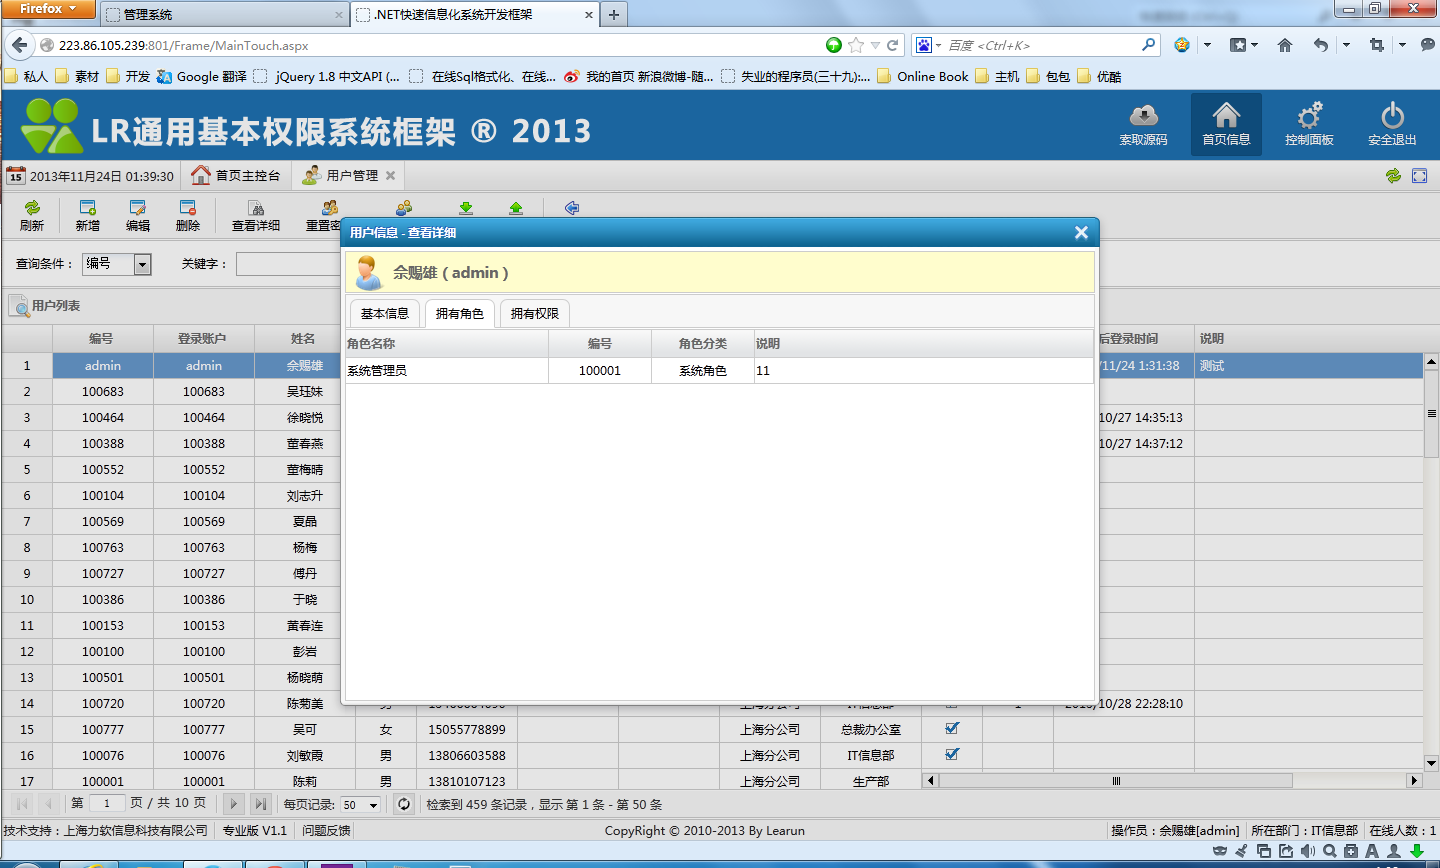 Firefox
管理系统
.NET快速信息化系统开发框架
223.86.105.239:801/Frame/MainTouch.aspx
百度 <Ctrl+K>
私人 素材 开发 Google 翻译 jQuery 1.8 中文API (... 在线Sql格式化、在线... 我的首页 新浪微博-随... 失业的程序员(三十九):... Online Book 主机 包包 优酷
LR通用基本权限系统框架 ® 2013
索取源码 首页信息 控制面板 安全退出
15 2013年11月24日 01:39:30 首页主控台 用户管理
刷新 新增 编辑 删除 查看详细 重置密
用户信息 - 查看详细
查询条件： 编号 关键字：
佘赐雄 ( admin )
用户列表
基本信息 拥有角色 拥有权限
编号 登录账户 姓名 后登录时间 说明
角色名称 编号 角色分类 说明
1 admin admin 佘赐雄 /11/24 1:31:38 测试
系统管理员 100001 系统角色 11
2 100683 100683 吴珏妹
3 100464 100464 徐晓悦 10/27 14:35:13
4 100388 100388 董春燕 10/27 14:37:12
5 100552 100552 董梅晴
6 100104 100104 刘志升
7 100569 100569 夏晶
8 100763 100763 杨梅
9 100727 100727 傅丹
10 100386 100386 于晓
11 100153 100153 黄春连
12 100100 100100 彭岩
13 100501 100501 杨晓萌
14 100720 100720 陈菊美 /10/28 22:28:10
15 100777 100777 吴可 女 15055778899 上海分公司 总裁办公室
16 100076 100076 刘敏霞 男 13806603588 上海分公司 IT信息部
17 100001 100001 陈莉 男 13810107123 上海分公司 生产部
第 1 页 / 共 10 页 每页记录: 50 检索到 459 条记录，显示 第 1 条 - 第 50 条
技术支持：上海力软信息科技有限公司 专业版 V1.1 问题反馈 CopyRight © 2010-2013 By Learun 操作员：佘赐雄[admin] 所在部门：IT信息部 在线人数：1